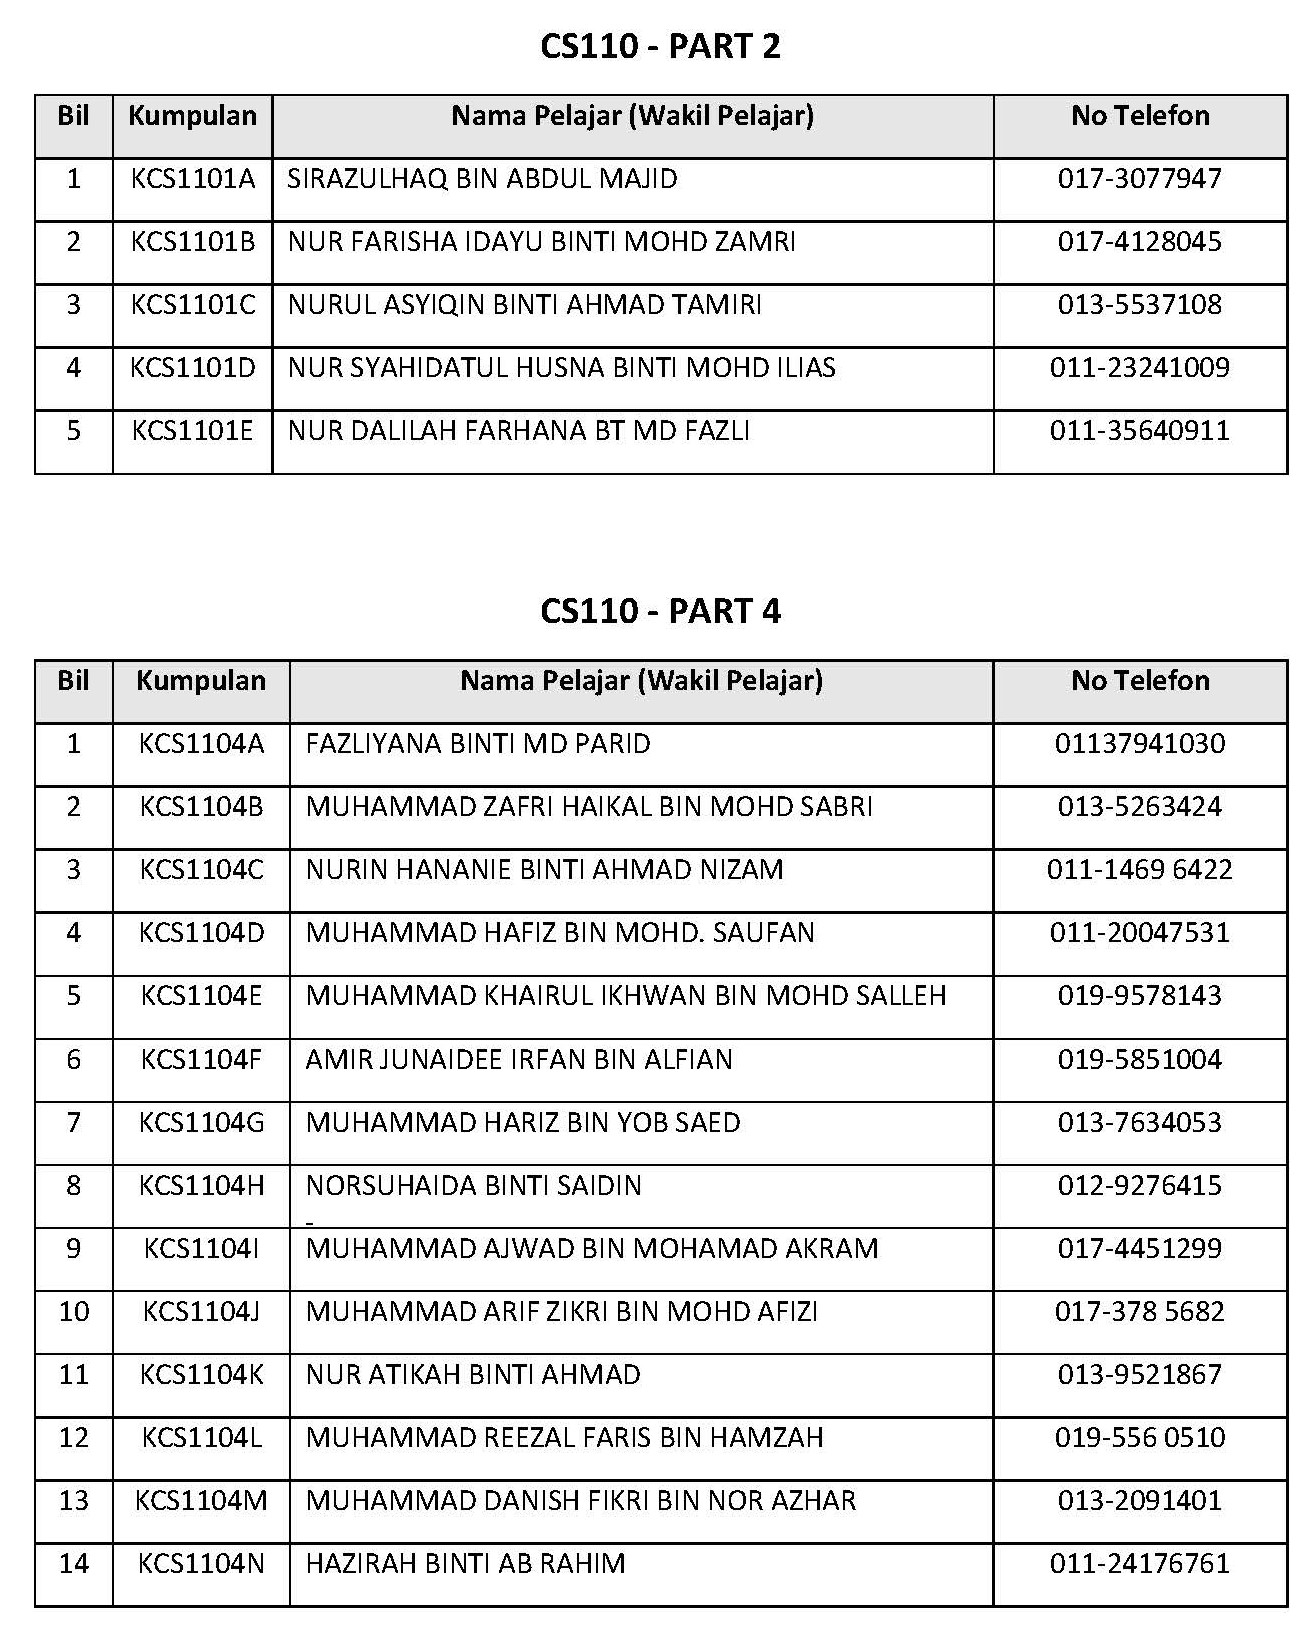 CS110 - PART 2
Bil Kumpulan Nama Pelajar (Wakil Pelajar) No Telefon
1 KCS1101A SIRAZULHAQ BIN ABDUL MAJID 017-3077947
2 KCS1101B NUR FARISHA IDAYU BINTI MOHD ZAMRI 017-4128045
3 KCS1101C NURUL ASYIQIN BINTI AHMAD TAMIRI 013-5537108
4 KCS1101D NUR SYAHIDATUL HUSNA BINTI MOHD ILIAS 011-23241009
5 KCS1101E NUR DALILAH FARHANA BT MD FAZLI 011-35640911
CS110 - PART 4
Bil Kumpulan Nama Pelajar (Wakil Pelajar) No Telefon
1 KCS1104A FAZLIYANA BINTI MD PARID 01137941030
2 KCS1104B MUHAMMAD ZAFRI HAIKAL BIN MOHD SABRI 013-5263424
3 KCS1104C NURIN HANANIE BINTI AHMAD NIZAM 011-1469 6422
4 KCS1104D MUHAMMAD HAFIZ BIN MOHD. SAUFAN 011-20047531
5 KCS1104E MUHAMMAD KHAIRUL IKHWAN BIN MOHD SALLEH 019-9578143
6 KCS1104F AMIR JUNAIDEE IRFAN BIN ALFIAN 019-5851004
7 KCS1104G MUHAMMAD HARIZ BIN YOB SAED 013-7634053
8 KCS1104H NORSUHAIDA BINTI SAIDIN 012-9276415
-
9 KCS1104I MUHAMMAD AJWAD BIN MOHAMAD AKRAM 017-4451299
10 KCS1104J MUHAMMAD ARIF ZIKRI BIN MOHD AFIZI 017-378 5682
11 KCS1104K NUR ATIKAH BINTI AHMAD 013-9521867
12 KCS1104L MUHAMMAD REEZAL FARIS BIN HAMZAH 019-556 0510
13 KCS1104M MUHAMMAD DANISH FIKRI BIN NOR AZHAR 013-2091401
14 KCS1104N HAZIRAH BINTI AB RAHIM 011-24176761